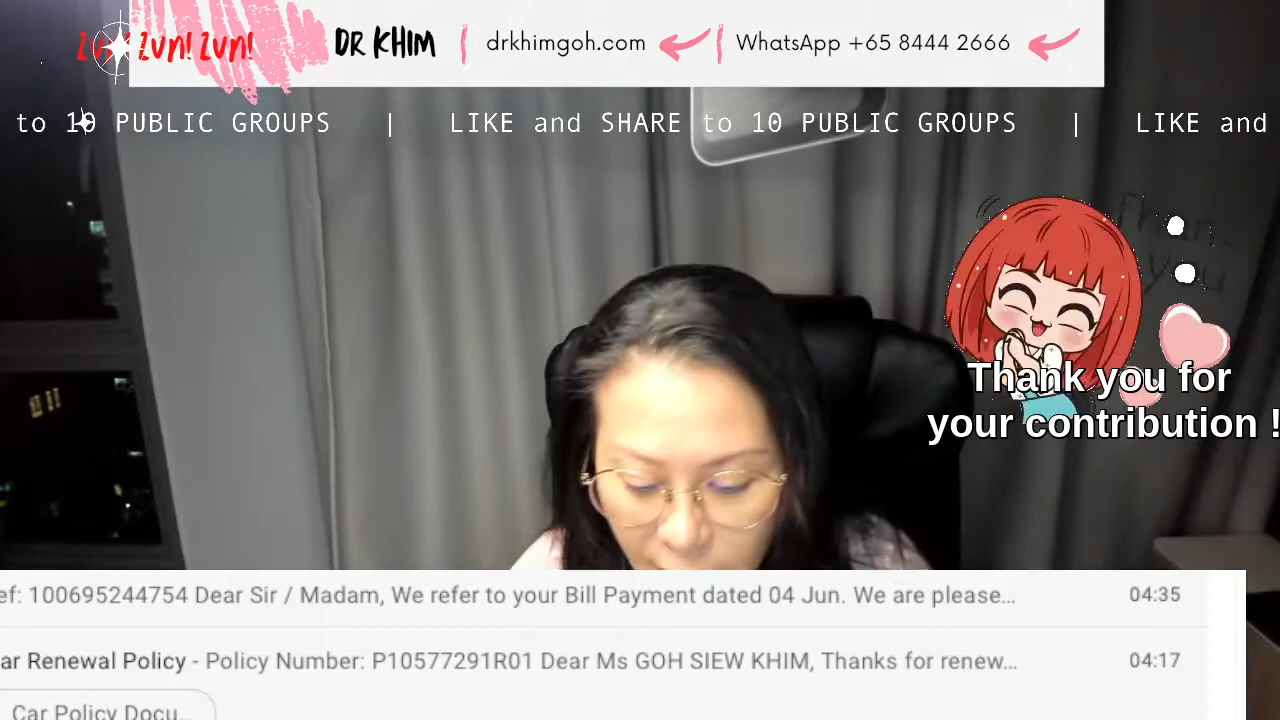 Zun! Zun! Zun!
DR KHIM | drkhimgoh.com | WhatsApp +65 8444 2666
to 10 PUBLIC GROUPS | LIKE and SHARE to 10 PUBLIC GROUPS | LIKE and
Thank you for
your contribution !
ef: 100695244754 Dear Sir / Madam, We refer to your Bill Payment dated 04 Jun. We are please... 04:35
ar Renewal Policy - Policy Number: P10577291R01 Dear Ms GOH SIEW KHIM, Thanks for renew... 04:17
Car Policy Docu...